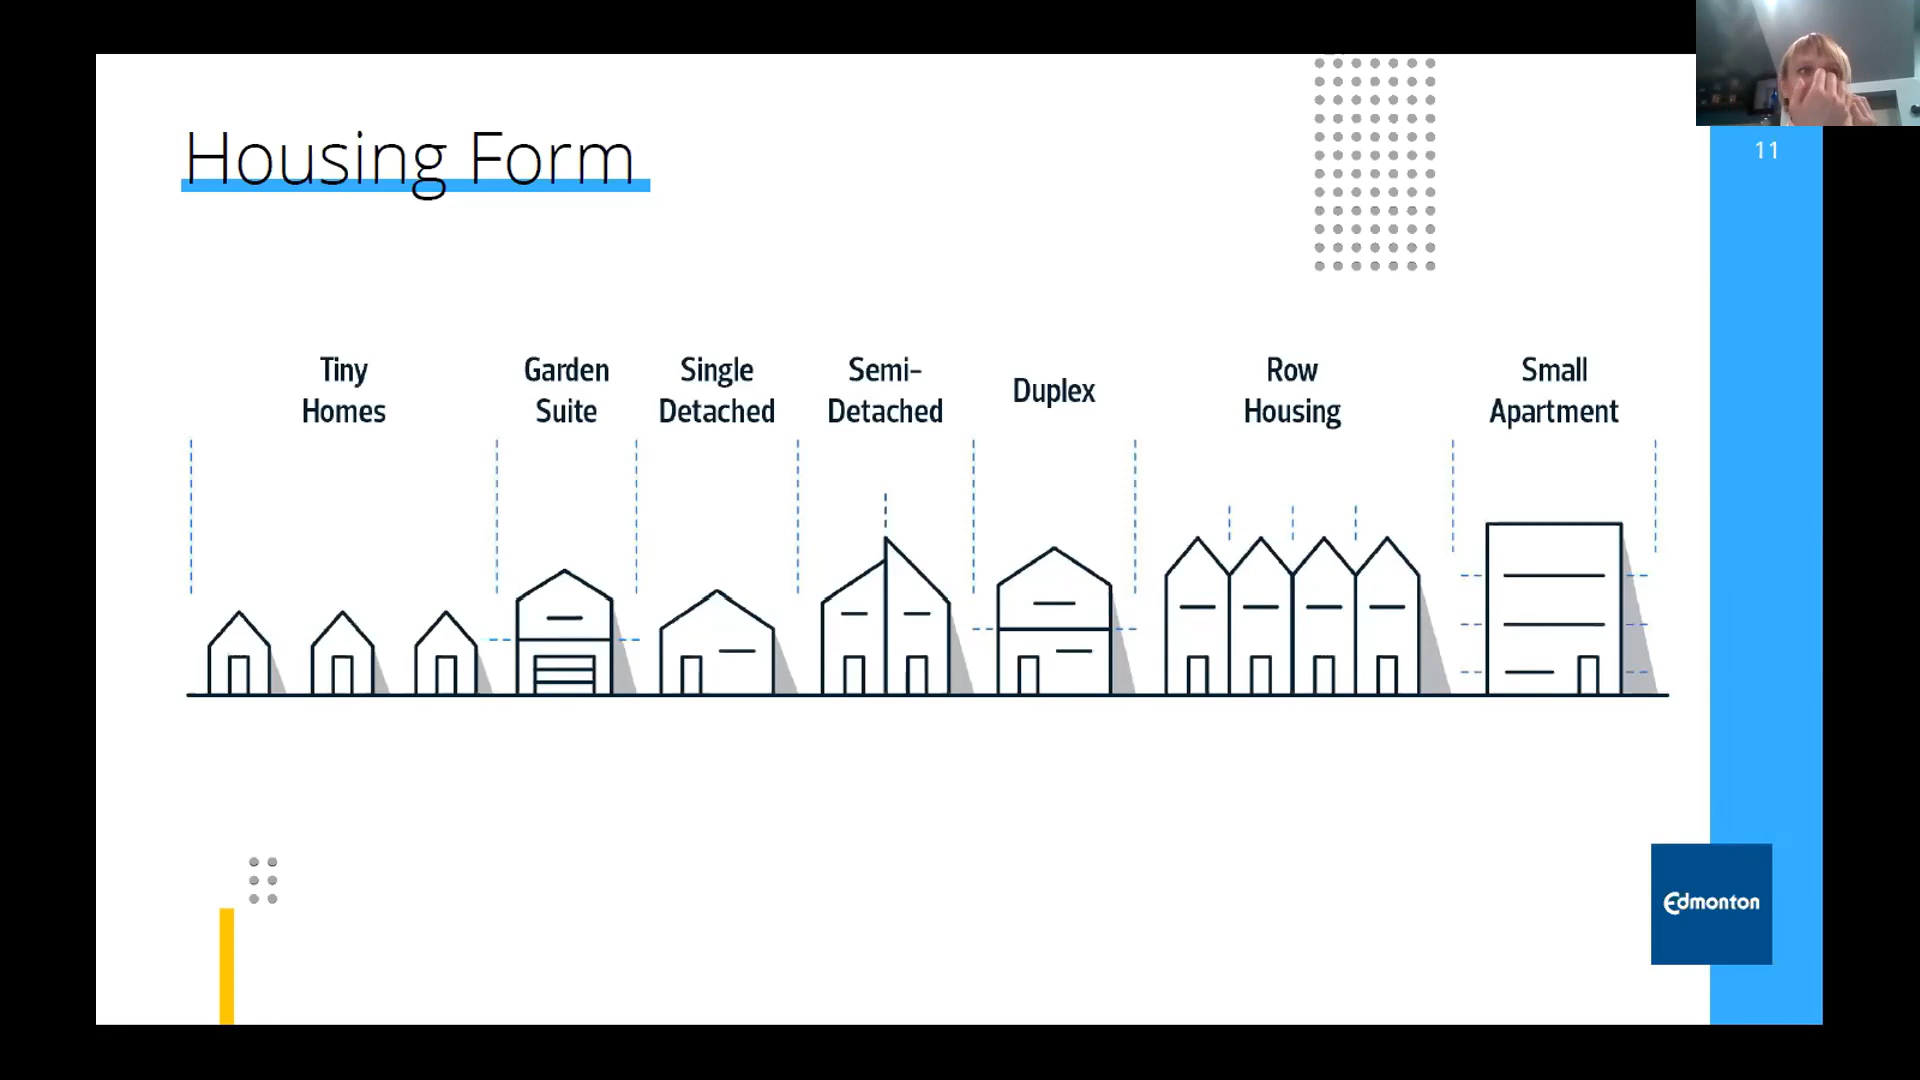 Housing Form
11
Tiny
Homes
Garden
Suite
Single
Detached
Semi-
Detached
Duplex
Row
Housing
Small
Apartment
Edmonton